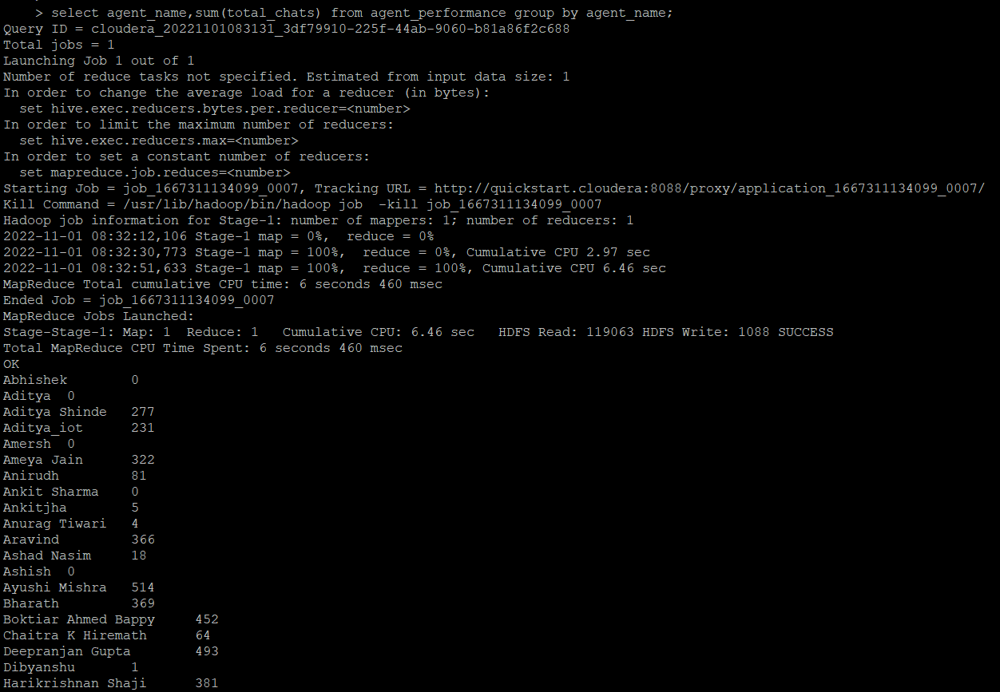 > select agent_name,sum(total_chats) from agent_performance group by agent_name;
Query ID = cloudera_20221101083131_3df79910-225f-44ab-9060-b81a86f2c688
Total jobs = 1
Launching Job 1 out of 1
Number of reduce tasks not specified. Estimated from input data size: 1
In order to change the average load for a reducer (in bytes):
  set hive.exec.reducers.bytes.per.reducer=<number>
In order to limit the maximum number of reducers:
  set hive.exec.reducers.max=<number>
In order to set a constant number of reducers:
  set mapreduce.job.reduces=<number>
Starting Job = job_1667311134099_0007, Tracking URL = http://quickstart.cloudera:8088/proxy/application_1667311134099_0007/
Kill Command = /usr/lib/hadoop/bin/hadoop job  -kill job_1667311134099_0007
Hadoop job information for Stage-1: number of mappers: 1; number of reducers: 1
2022-11-01 08:32:12,106 Stage-1 map = 0%,  reduce = 0%
2022-11-01 08:32:30,773 Stage-1 map = 100%,  reduce = 0%, Cumulative CPU 2.97 sec
2022-11-01 08:32:51,633 Stage-1 map = 100%,  reduce = 100%, Cumulative CPU 6.46 sec
MapReduce Total cumulative CPU time: 6 seconds 460 msec
Ended Job = job_1667311134099_0007
MapReduce Jobs Launched:
Stage-Stage-1: Map: 1  Reduce: 1   Cumulative CPU: 6.46 sec   HDFS Read: 119063 HDFS Write: 1088 SUCCESS
Total MapReduce CPU Time Spent: 6 seconds 460 msec
OK
Abhishek        0
Aditya  0
Aditya Shinde   277
Aditya_iot      231
Amersh  0
Ameya Jain      322
Anirudh         81
Ankit Sharma    0
Ankitjha        5
Anurag Tiwari   4
Aravind         366
Ashad Nasim     18
Ashish  0
Ayushi Mishra   514
Bharath         369
Boktiar Ahmed Bappy     452
Chaitra K Hiremath      64
Deepranjan Gupta        493
Dibyanshu       1
Harikrishnan Shaji      381